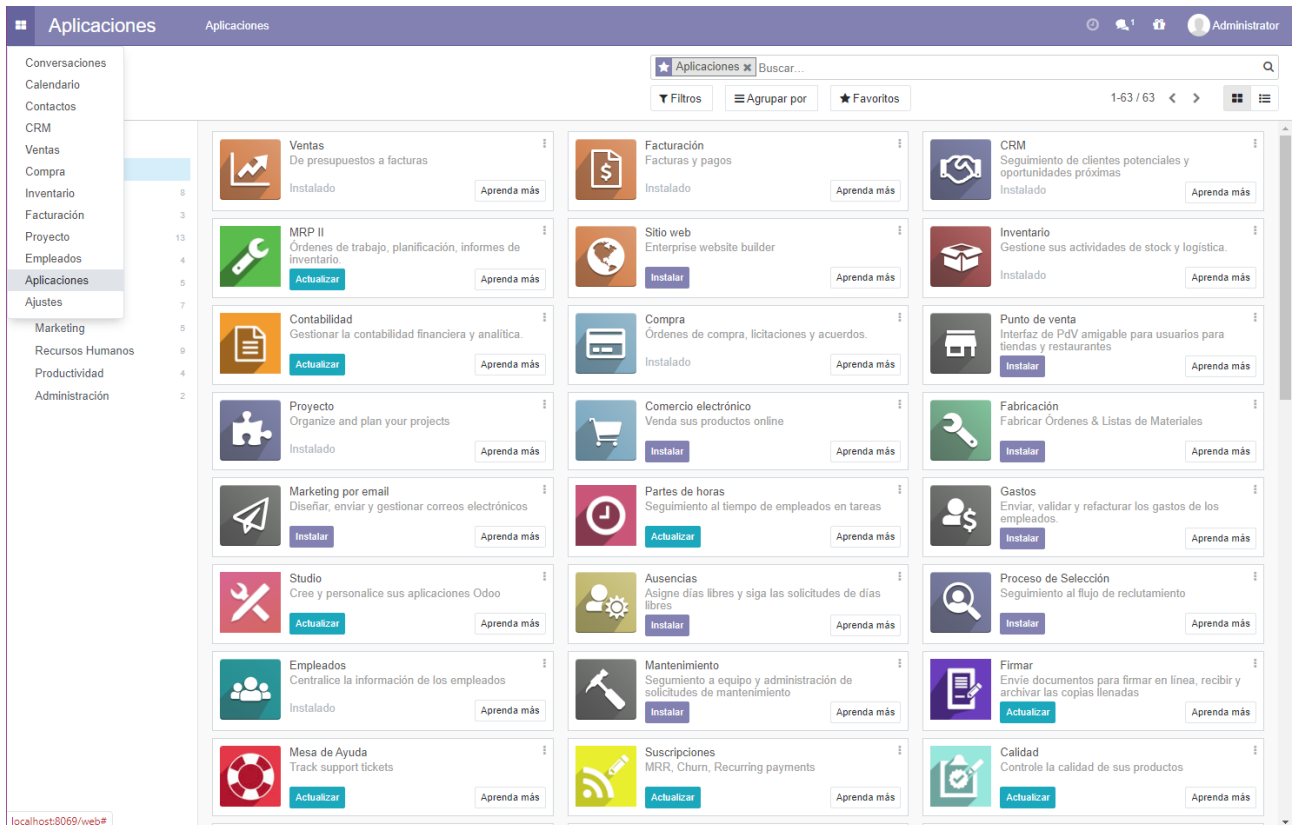 Aplicaciones
Aplicaciones
1
Administrator
Conversaciones
Calendario
Contactos
CRM
Ventas
Compra
Inventario
Facturación
Proyecto
Empleados
Aplicaciones
Ajustes
8
3
13
4
5
7
Marketing 5
Recursos Humanos 9
Productividad 4
Administración 2
Aplicaciones Buscar...
Filtros Agrupar por Favoritos
1-63 / 63
Ventas
De presupuestos a facturas
Instalado Aprenda más
Facturación
Facturas y pagos
Instalado Aprenda más
CRM
Seguimiento de clientes potenciales y
oportunidades próximas
Instalado Aprenda más
MRP II
Órdenes de trabajo, planificación, informes de
inventario.
Actualizar Aprenda más
Sitio web
Enterprise website builder
Instalar Aprenda más
Inventario
Gestione sus actividades de stock y logística.
Instalado Aprenda más
Contabilidad
Gestionar la contabilidad financiera y analítica.
Actualizar Aprenda más
Compra
Órdenes de compra, licitaciones y acuerdos.
Instalado Aprenda más
Punto de venta
Interfaz de PdV amigable para usuarios para
tiendas y restaurantes
Instalar Aprenda más
Proyecto
Organize and plan your projects
Instalado Aprenda más
Comercio electrónico
Venda sus productos online
Instalar Aprenda más
Fabricación
Fabricar Órdenes & Listas de Materiales
Instalar Aprenda más
Marketing por email
Diseñar, enviar y gestionar correos electrónicos
Instalar Aprenda más
Partes de horas
Seguimiento al tiempo de empleados en tareas
Actualizar Aprenda más
Gastos
Enviar, validar y refacturar los gastos de los
empleados.
Instalar Aprenda más
Studio
Cree y personalice sus aplicaciones Odoo
Actualizar Aprenda más
Ausencias
Asigne días libres y siga las solicitudes de días
libres
Instalar Aprenda más
Proceso de Selección
Seguimiento al flujo de reclutamiento
Instalar Aprenda más
Empleados
Centralice la información de los empleados
Instalado Aprenda más
Mantenimiento
Segumiento a equipo y administración de
solicitudes de mantenimiento
Instalar Aprenda más
Firmar
Envíe documentos para firmar en línea, recibir y
archivar las copias llenadas
Actualizar Aprenda más
Mesa de Ayuda
Track support tickets
Actualizar Aprenda más
Suscripciones
MRR, Churn, Recurring payments
Actualizar Aprenda más
Calidad
Controle la calidad de sus productos
Actualizar Aprenda más
localhost:8069/web#